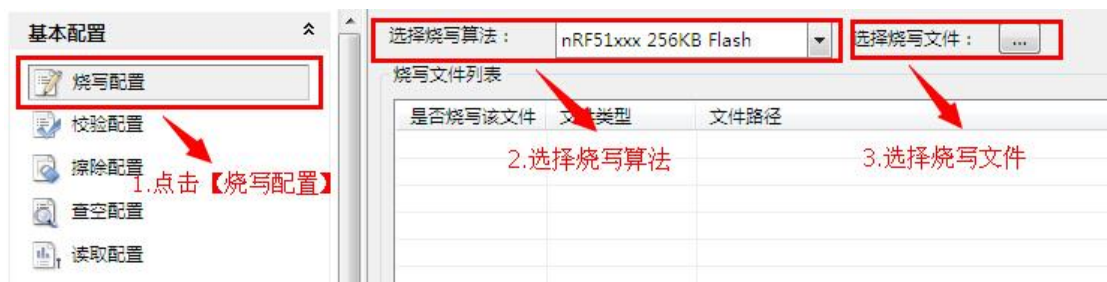 基本配置
烧写配置
校验配置
擦除配置
查空配置
读取配置
1.点击【烧写配置】
选择烧写算法：
nRF51xxx 256KB Flash
选择烧写文件：
...
烧写文件列表
是否烧写该文件
文件类型
文件路径
2.选择烧写算法
3.选择烧写文件